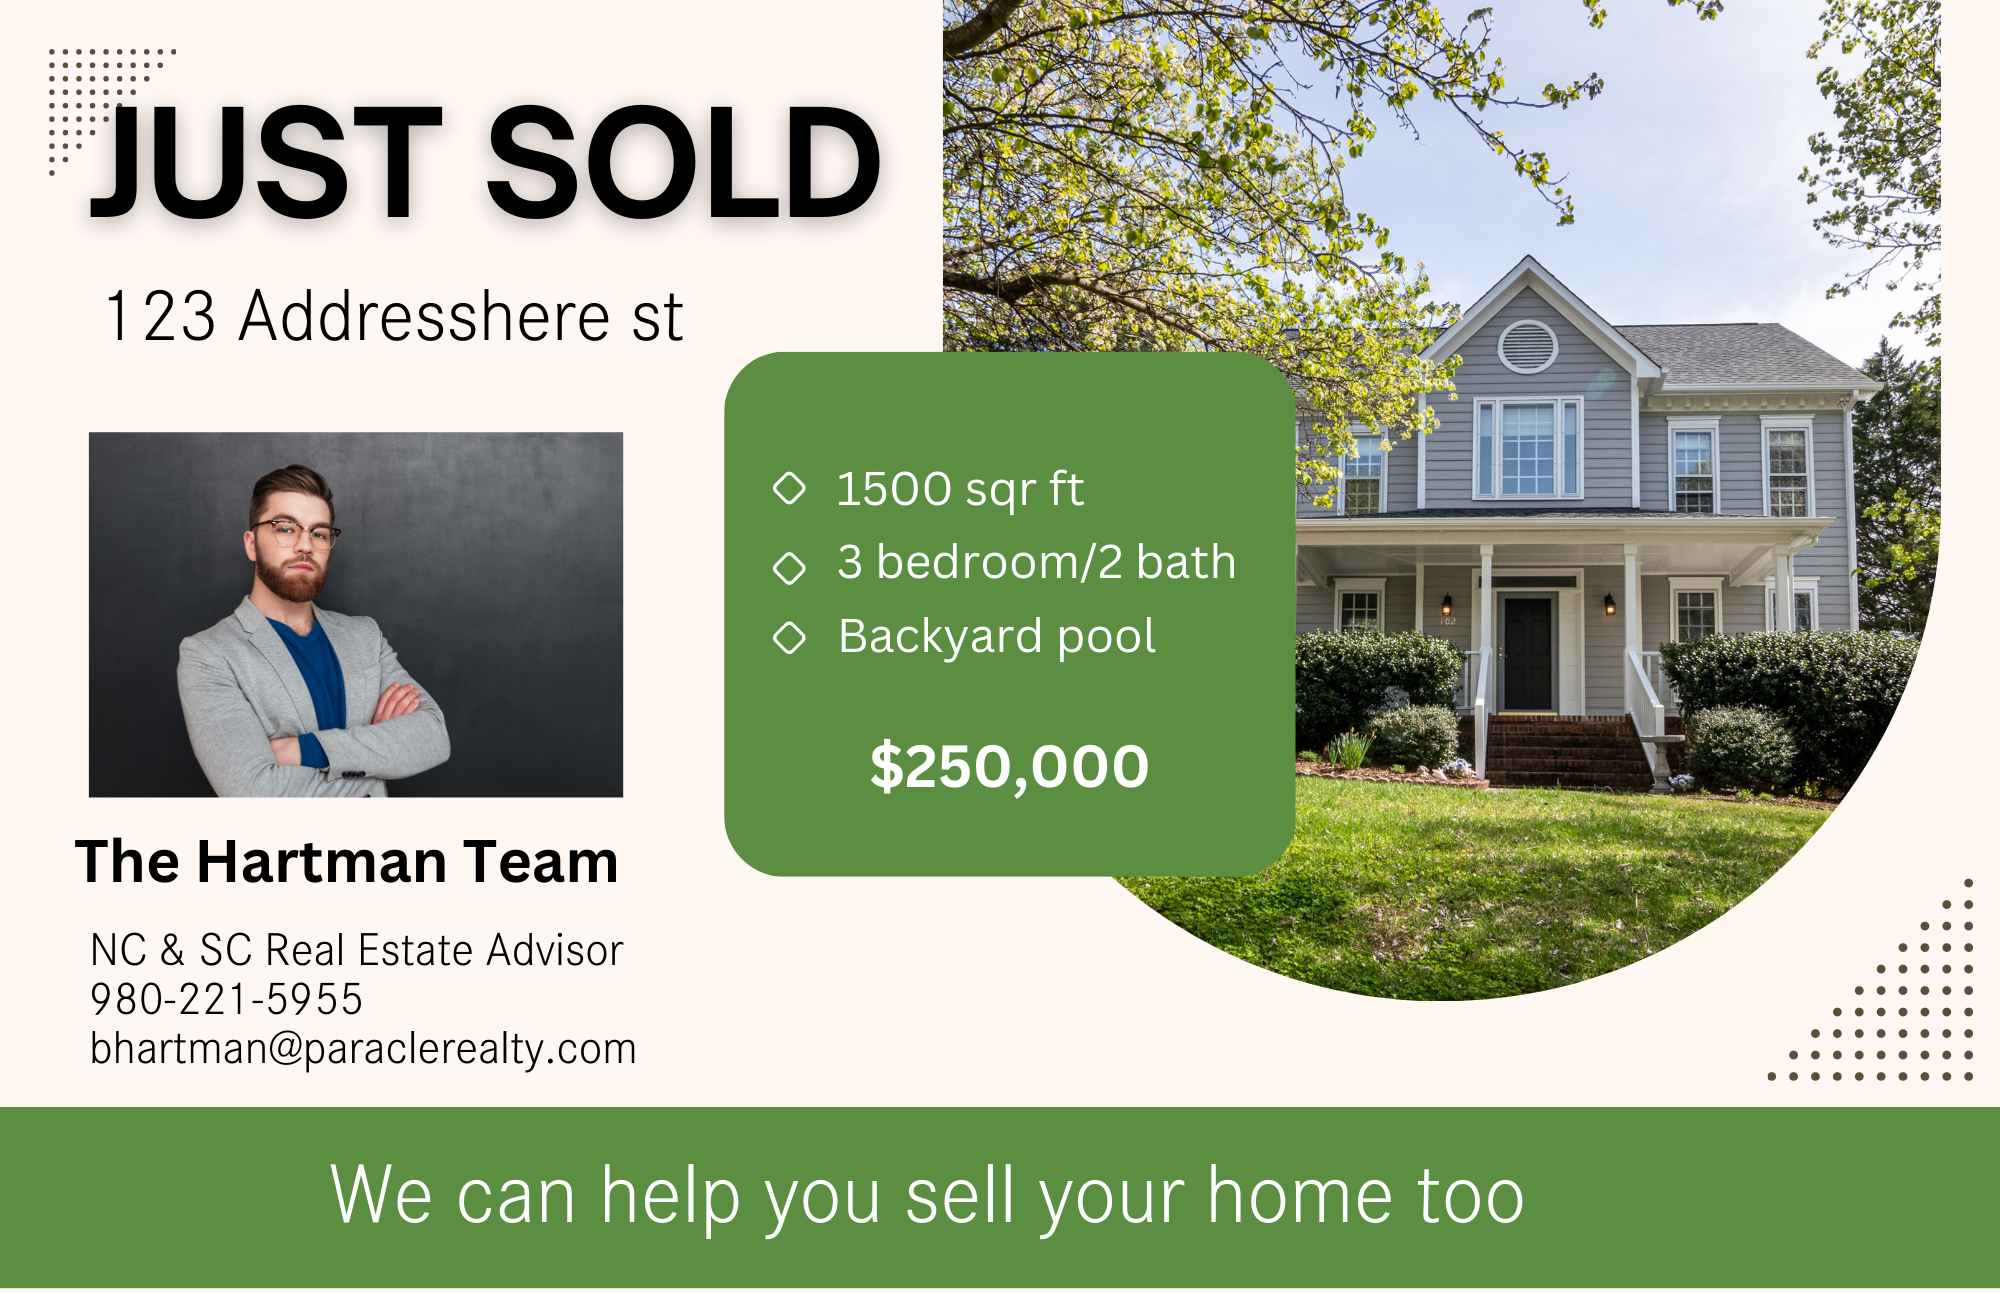 JUST SOLD
123 Addresshere st
1500 sqr ft
3 bedroom/2 bath
Backyard pool
$250,000
102
The Hartman Team
NC & SC Real Estate Advisor
980-221-5955
bhartman@paraclerealty.com
We can help you sell your home too